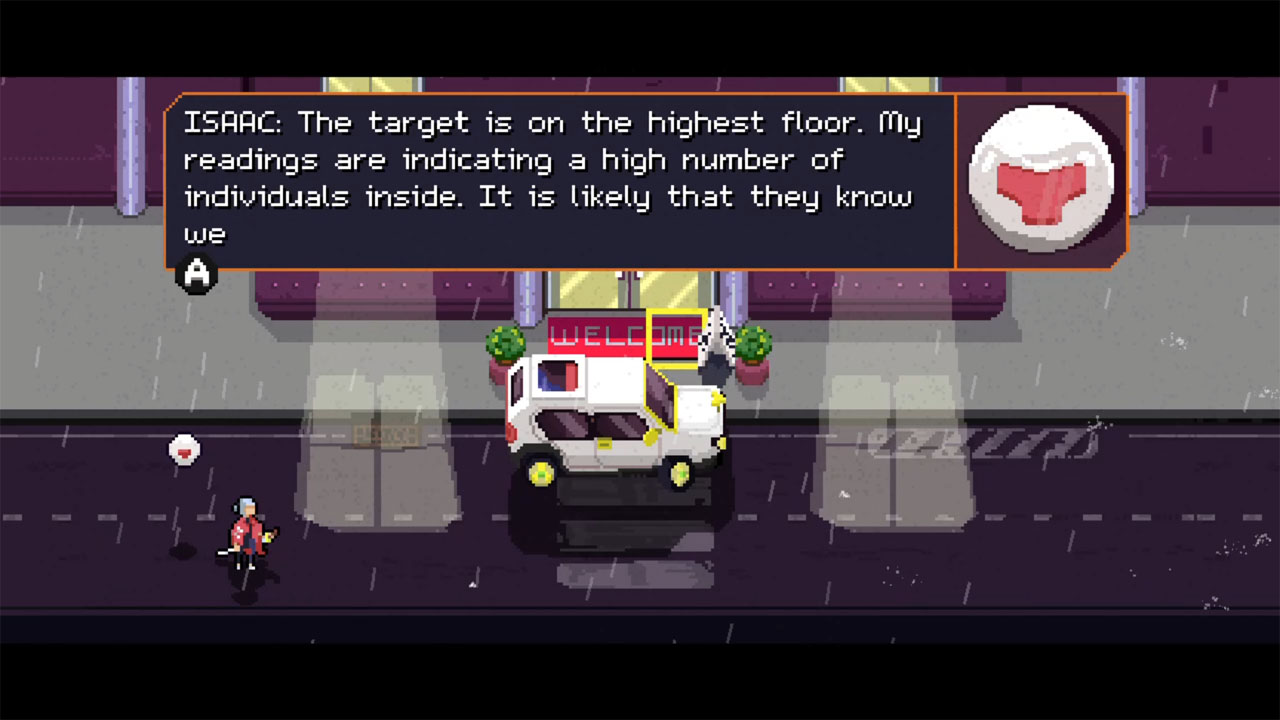 ISAAC: The target is on the highest floor. My
readings are indicating a high number of
individuals inside. It is likely that they know
we
A
WELCOME